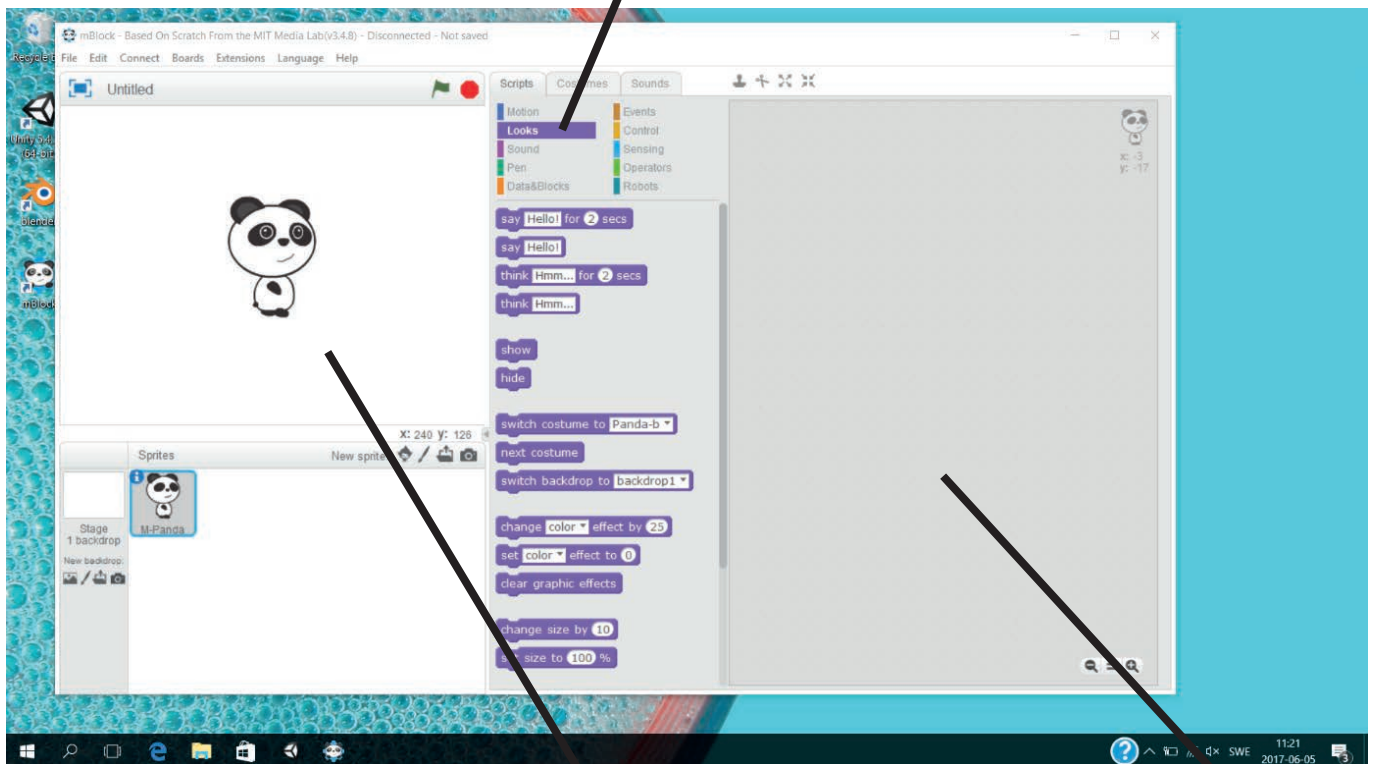 mBlock - Based On Scratch From the MIT Media Lab(v3.4.8) - Disconnected - Not saved
File Edit Connect Boards Extensions Language Help
Untitled
Scripts Costumes Sounds
Motion Events
Looks Control
Sound Sensing
Pen Operators
Data&Blocks Robots
x: -3
y: -17
say Hello! for 2 secs
say Hello!
think Hmm... for 2 secs
think Hmm...
show
hide
switch costume to Panda-b
next costume
switch backdrop to backdrop1
change color effect by 25
set color effect to 0
clear graphic effects
change size by 10
set size to 100 %
X: 240 y: 126
Sprites New sprite
M-Panda
Stage
1 backdrop
New backdrop:
Recycle
Unity
blende
mBlock
SWE
11:21
2017-06-05
3